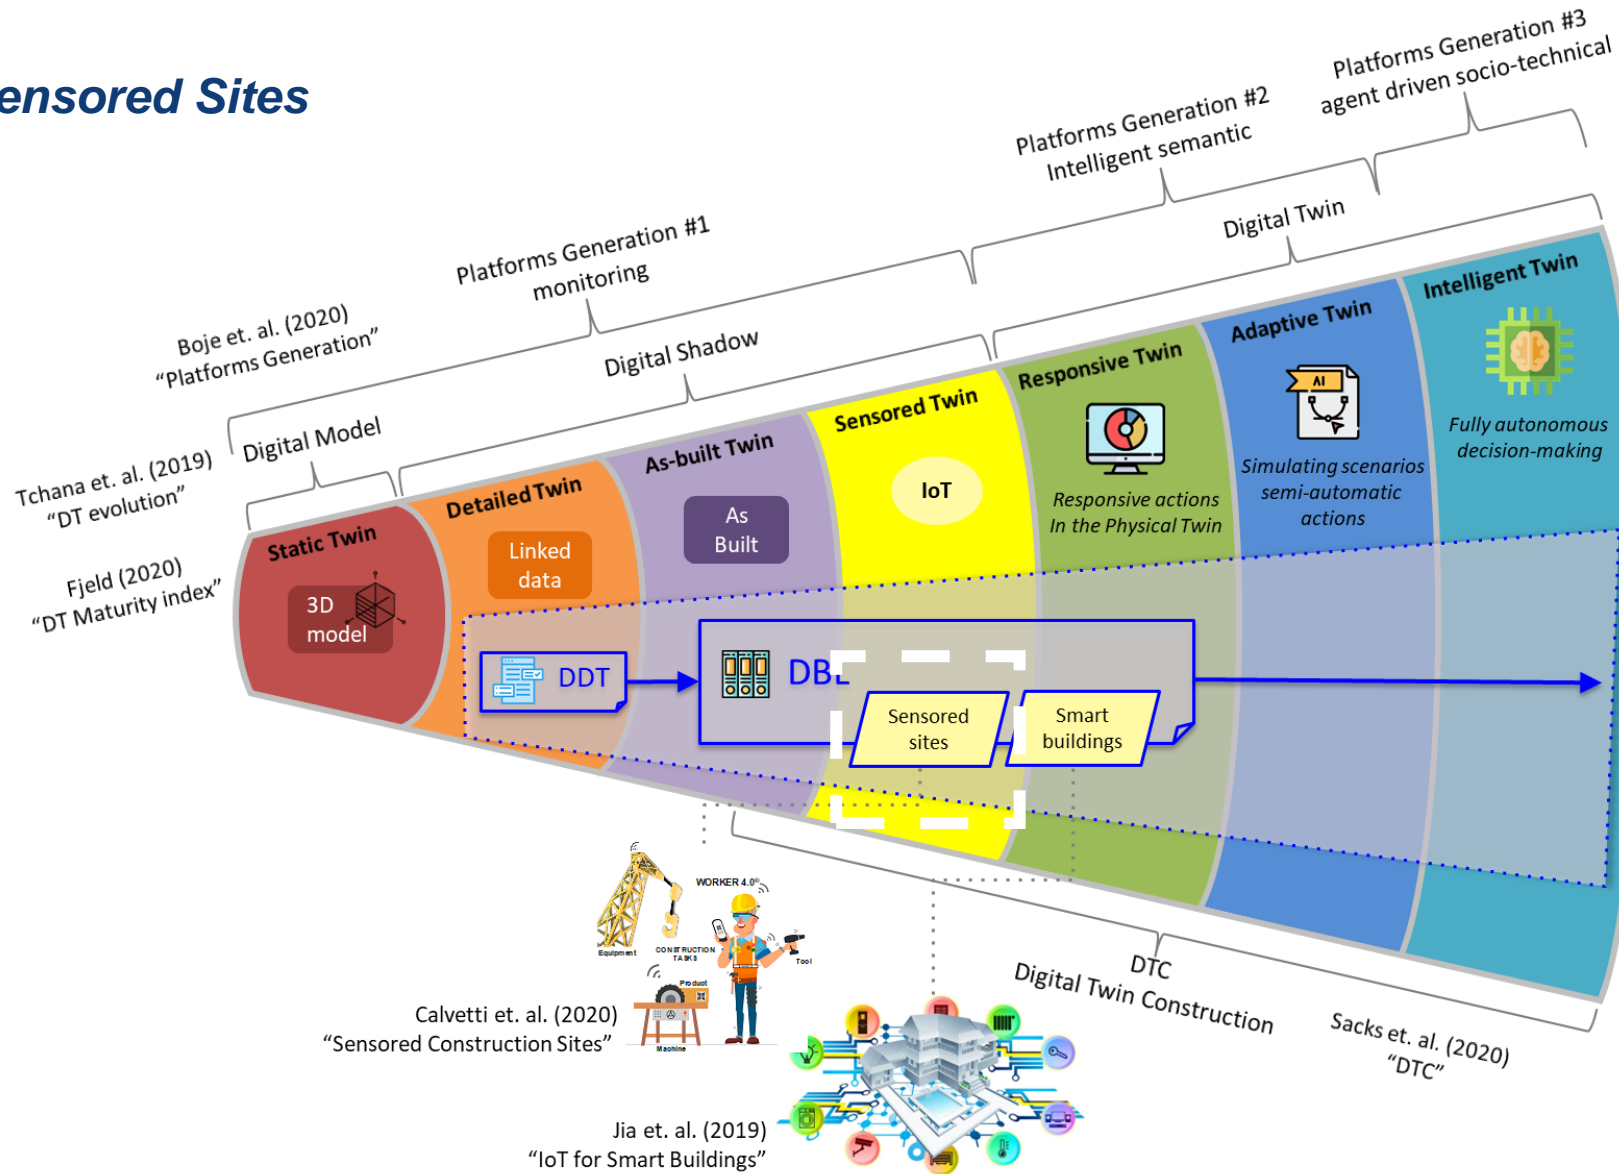 ensored Sites
Platforms Generation #3
agent driven socio-technical
Platforms Generation #2
Intelligent semantic
Digital Twin
Platforms Generation #1
monitoring
Digital Shadow
Boje et. al. (2020)
“Platforms Generation”
Digital Model
Tchana et. al. (2019)
“DT evolution”
Fjeld (2020)
“DT Maturity index”
Static Twin
3D
model
Detailed Twin
Linked
data
As-built Twin
As
Built
Sensored Twin
IoT
Responsive Twin
Responsive actions
In the Physical Twin
Adaptive Twin
AI
Simulating scenarios
semi-automatic
actions
Intelligent Twin
Fully autonomous
decision-making
DDT
DBL
Sensored
sites
Smart
buildings
WORKER 4.0®
Equipment
CONSTRUCTION
TASKS
Tool
Product
Machine
Calvetti et. al. (2020)
“Sensored Construction Sites”
DTC
Digital Twin Construction
Sacks et. al. (2020)
“DTC”
Jia et. al. (2019)
“IoT for Smart Buildings”